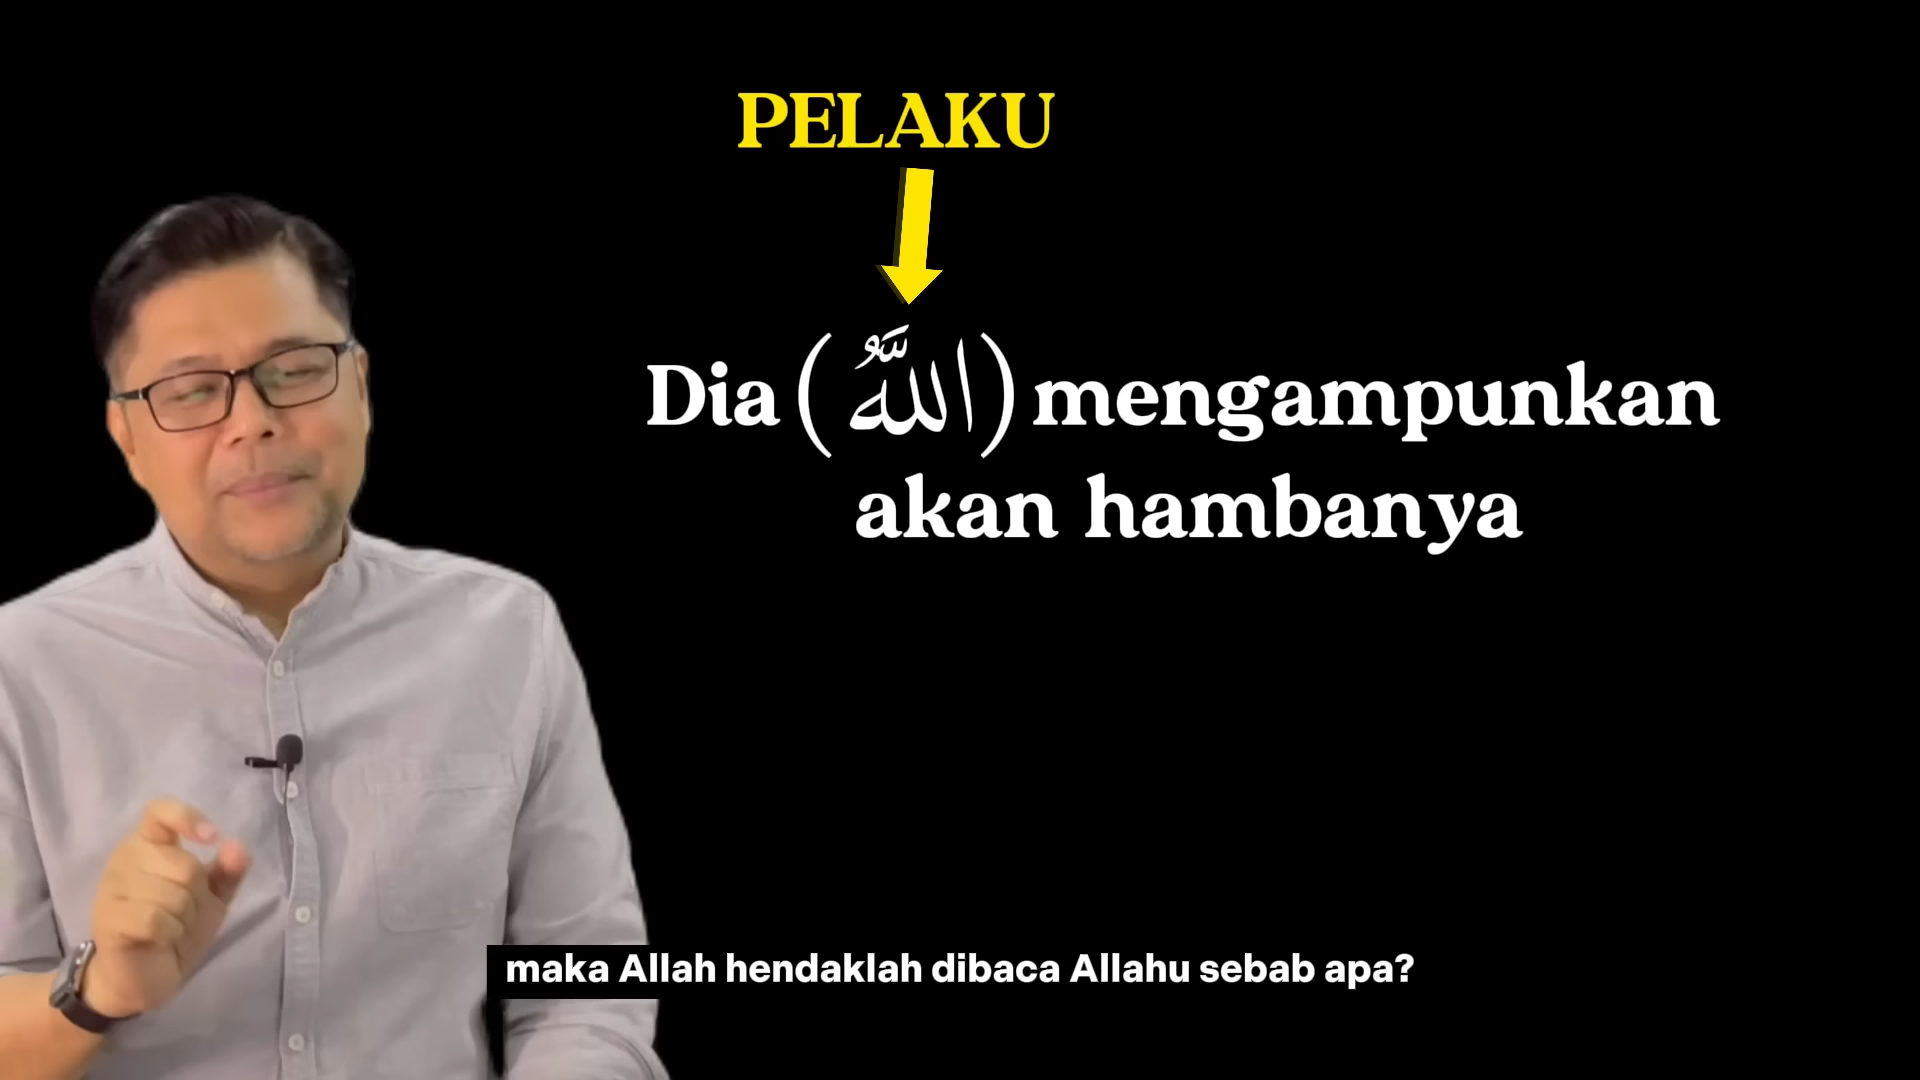 PELAKU
Dia (اللَّهُ) mengampunkan
akan hambanya
maka Allah hendaklah dibaca Allahu sebab apa?